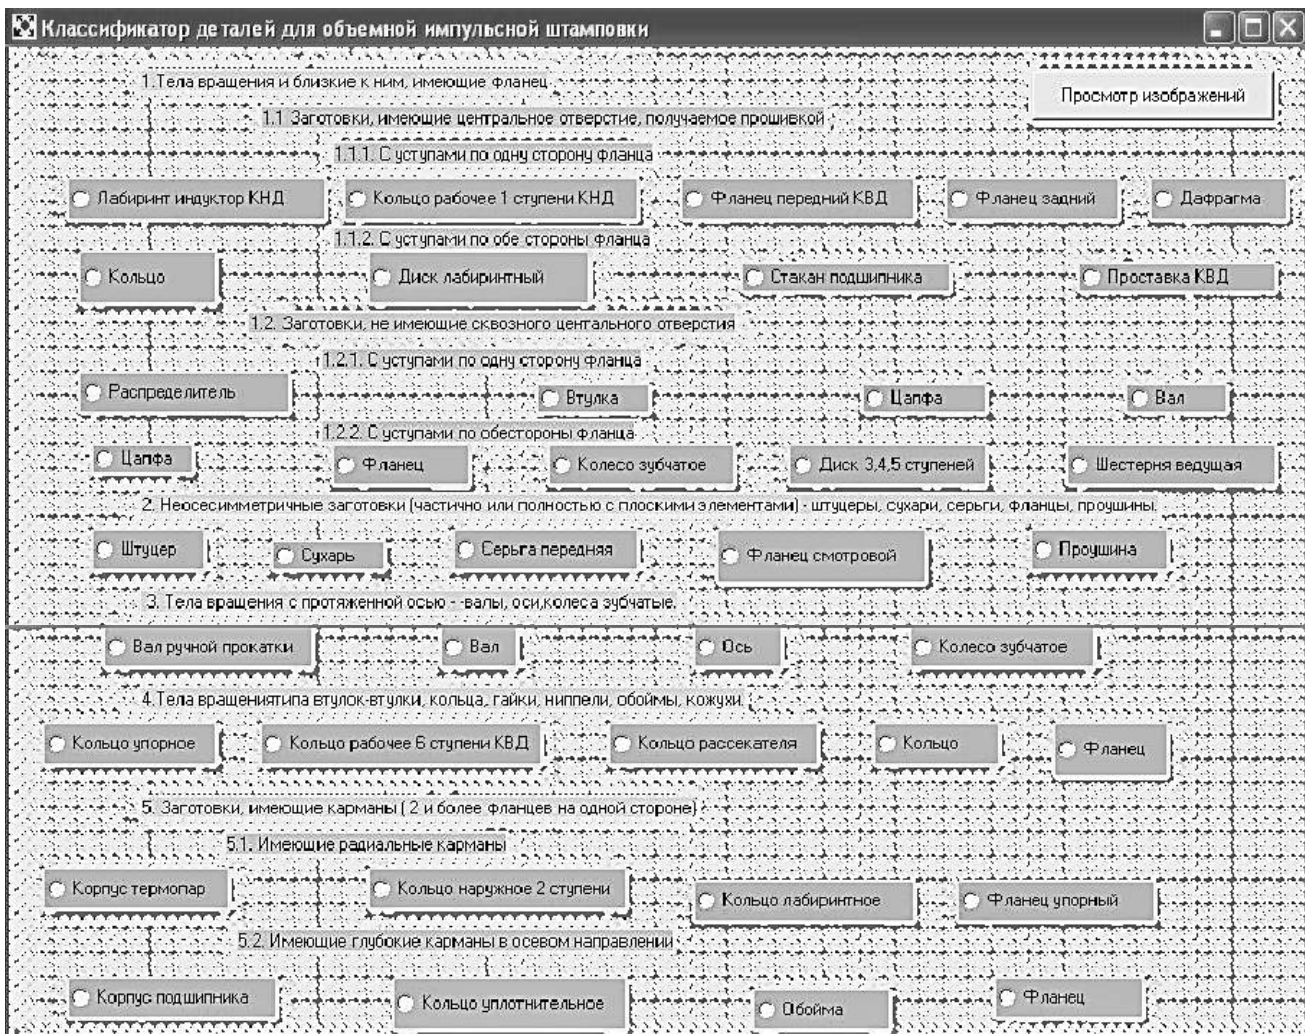 Классификатор деталей для объемной импульсной штамповки
1.Тела вращения и близкие к ним, имеющие фланец
Просмотр изображений
1.1 Заготовки, имеющие центральное отверстие, получаемое прошивкой
1.1.1. С уступами по одну сторону фланца
Лабиринт индуктор КНД Кольцо рабочее 1 ступени КНД Фланец передний КВД Фланец задний Дафрагма
1.1.2. С уступами по обе стороны фланца
Кольцо Диск лабиринтный Стакан подшипника Проставка КВД
1.2. Заготовки, не имеющие сквозного центального отверстия
1.2.1. С уступами по одну сторону фланца
Распределитель Втулка Цапфа Вал
1.2.2. С уступами по обестороны фланца
Цапфа Фланец Колесо зубчатое Диск 3,4,5 ступеней Шестерня ведущая
2. Неосесимметричные заготовки (частично или полностью с плоскими элементами) - штуцеры, сухари, серьги, фланцы, проушины.
Штуцер Сухарь Серьга передняя Фланец смотровой Проушина
3. Тела вращения с протяженной осью - -валы, оси,колеса зубчатые.
Вал ручной прокатки Вал Ось Колесо зубчатое
4.Тела вращениятипа втулок-втулки, кольца, гайки, ниппели, обоймы, кожухи.
Кольцо упорное Кольцо рабочее 6 ступени КВД Кольцо рассекателя Кольцо Фланец
5. Заготовки, имеющие карманы ( 2 и более фланцев на одной стороне)
5.1. Имеющие радиальные карманы
Корпус термопар Кольцо наружное 2 ступени Кольцо лабиринтное Фланец упорный
5.2. Имеющие глубокие карманы в осевом направлении
Корпус подшипника Кольцо уплотнительное Обойма Фланец